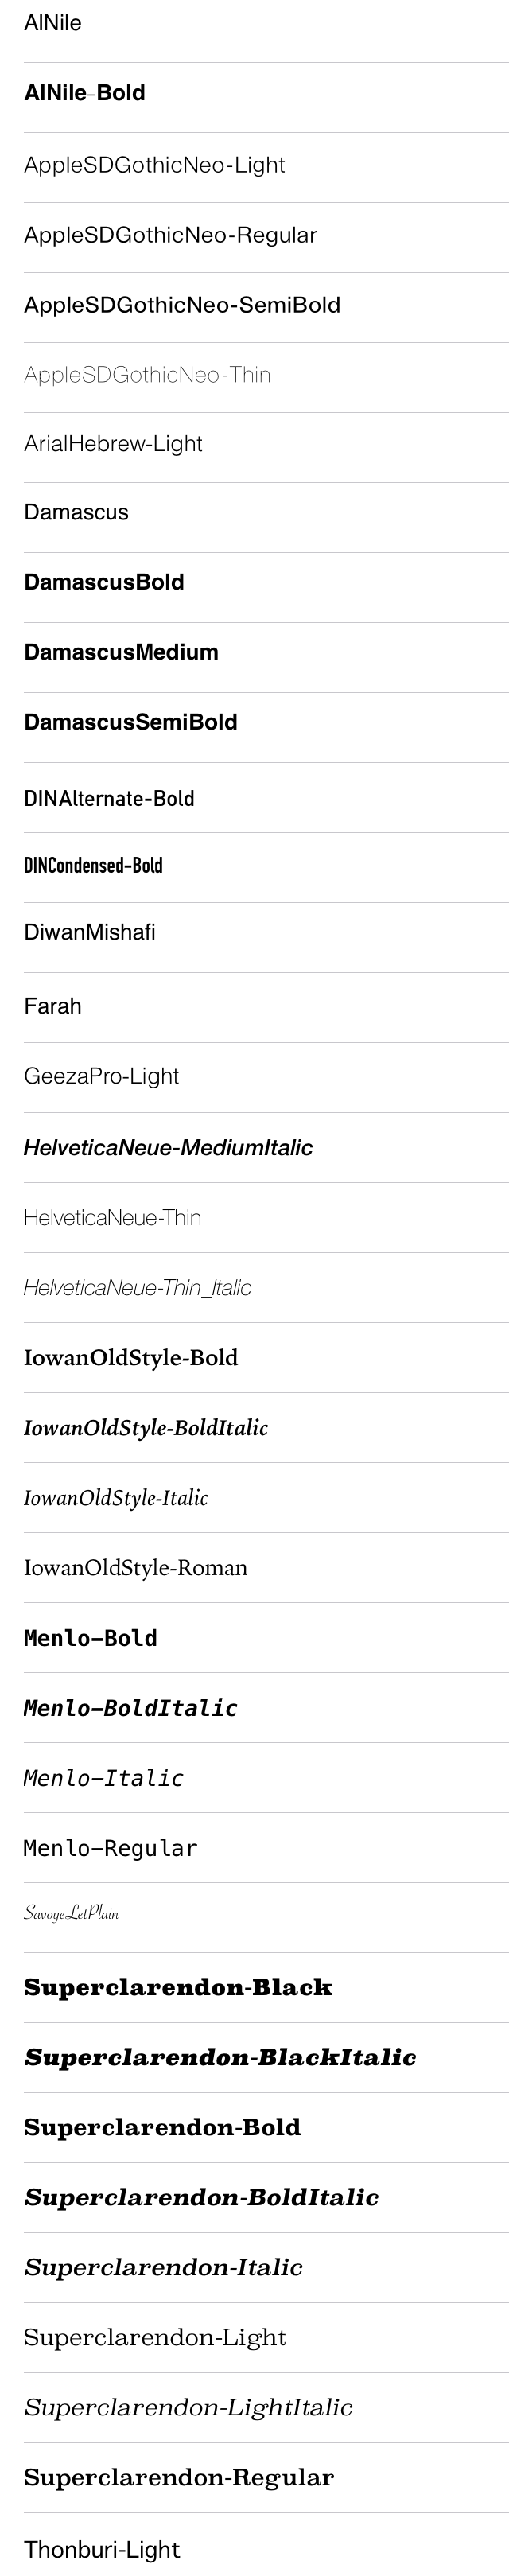 AlNile
AlNile-Bold
AppleSDGothicNeo-Light
AppleSDGothicNeo-Regular
AppleSDGothicNeo-SemiBold
AppleSDGothicNeo-Thin
ArialHebrew-Light
Damascus
DamascusBold
DamascusMedium
DamascusSemiBold
DINAlternate-Bold
DINCondensed-Bold
DiwanMishafi
Farah
GeezaPro-Light
HelveticaNeue-MediumItalic
HelveticaNeue-Thin
HelveticaNeue-Thin_Italic
IowanOldStyle-Bold
IowanOldStyle-BoldItalic
IowanOldStyle-Italic
IowanOldStyle-Roman
Menlo-Bold
Menlo-BoldItalic
Menlo-Italic
Menlo-Regular
SavoyeLetPlain
Superclarendon-Black
Superclarendon-BlackItalic
Superclarendon-Bold
Superclarendon-BoldItalic
Superclarendon-Italic
Superclarendon-Light
Superclarendon-LightItalic
Superclarendon-Regular
Thonburi-Light